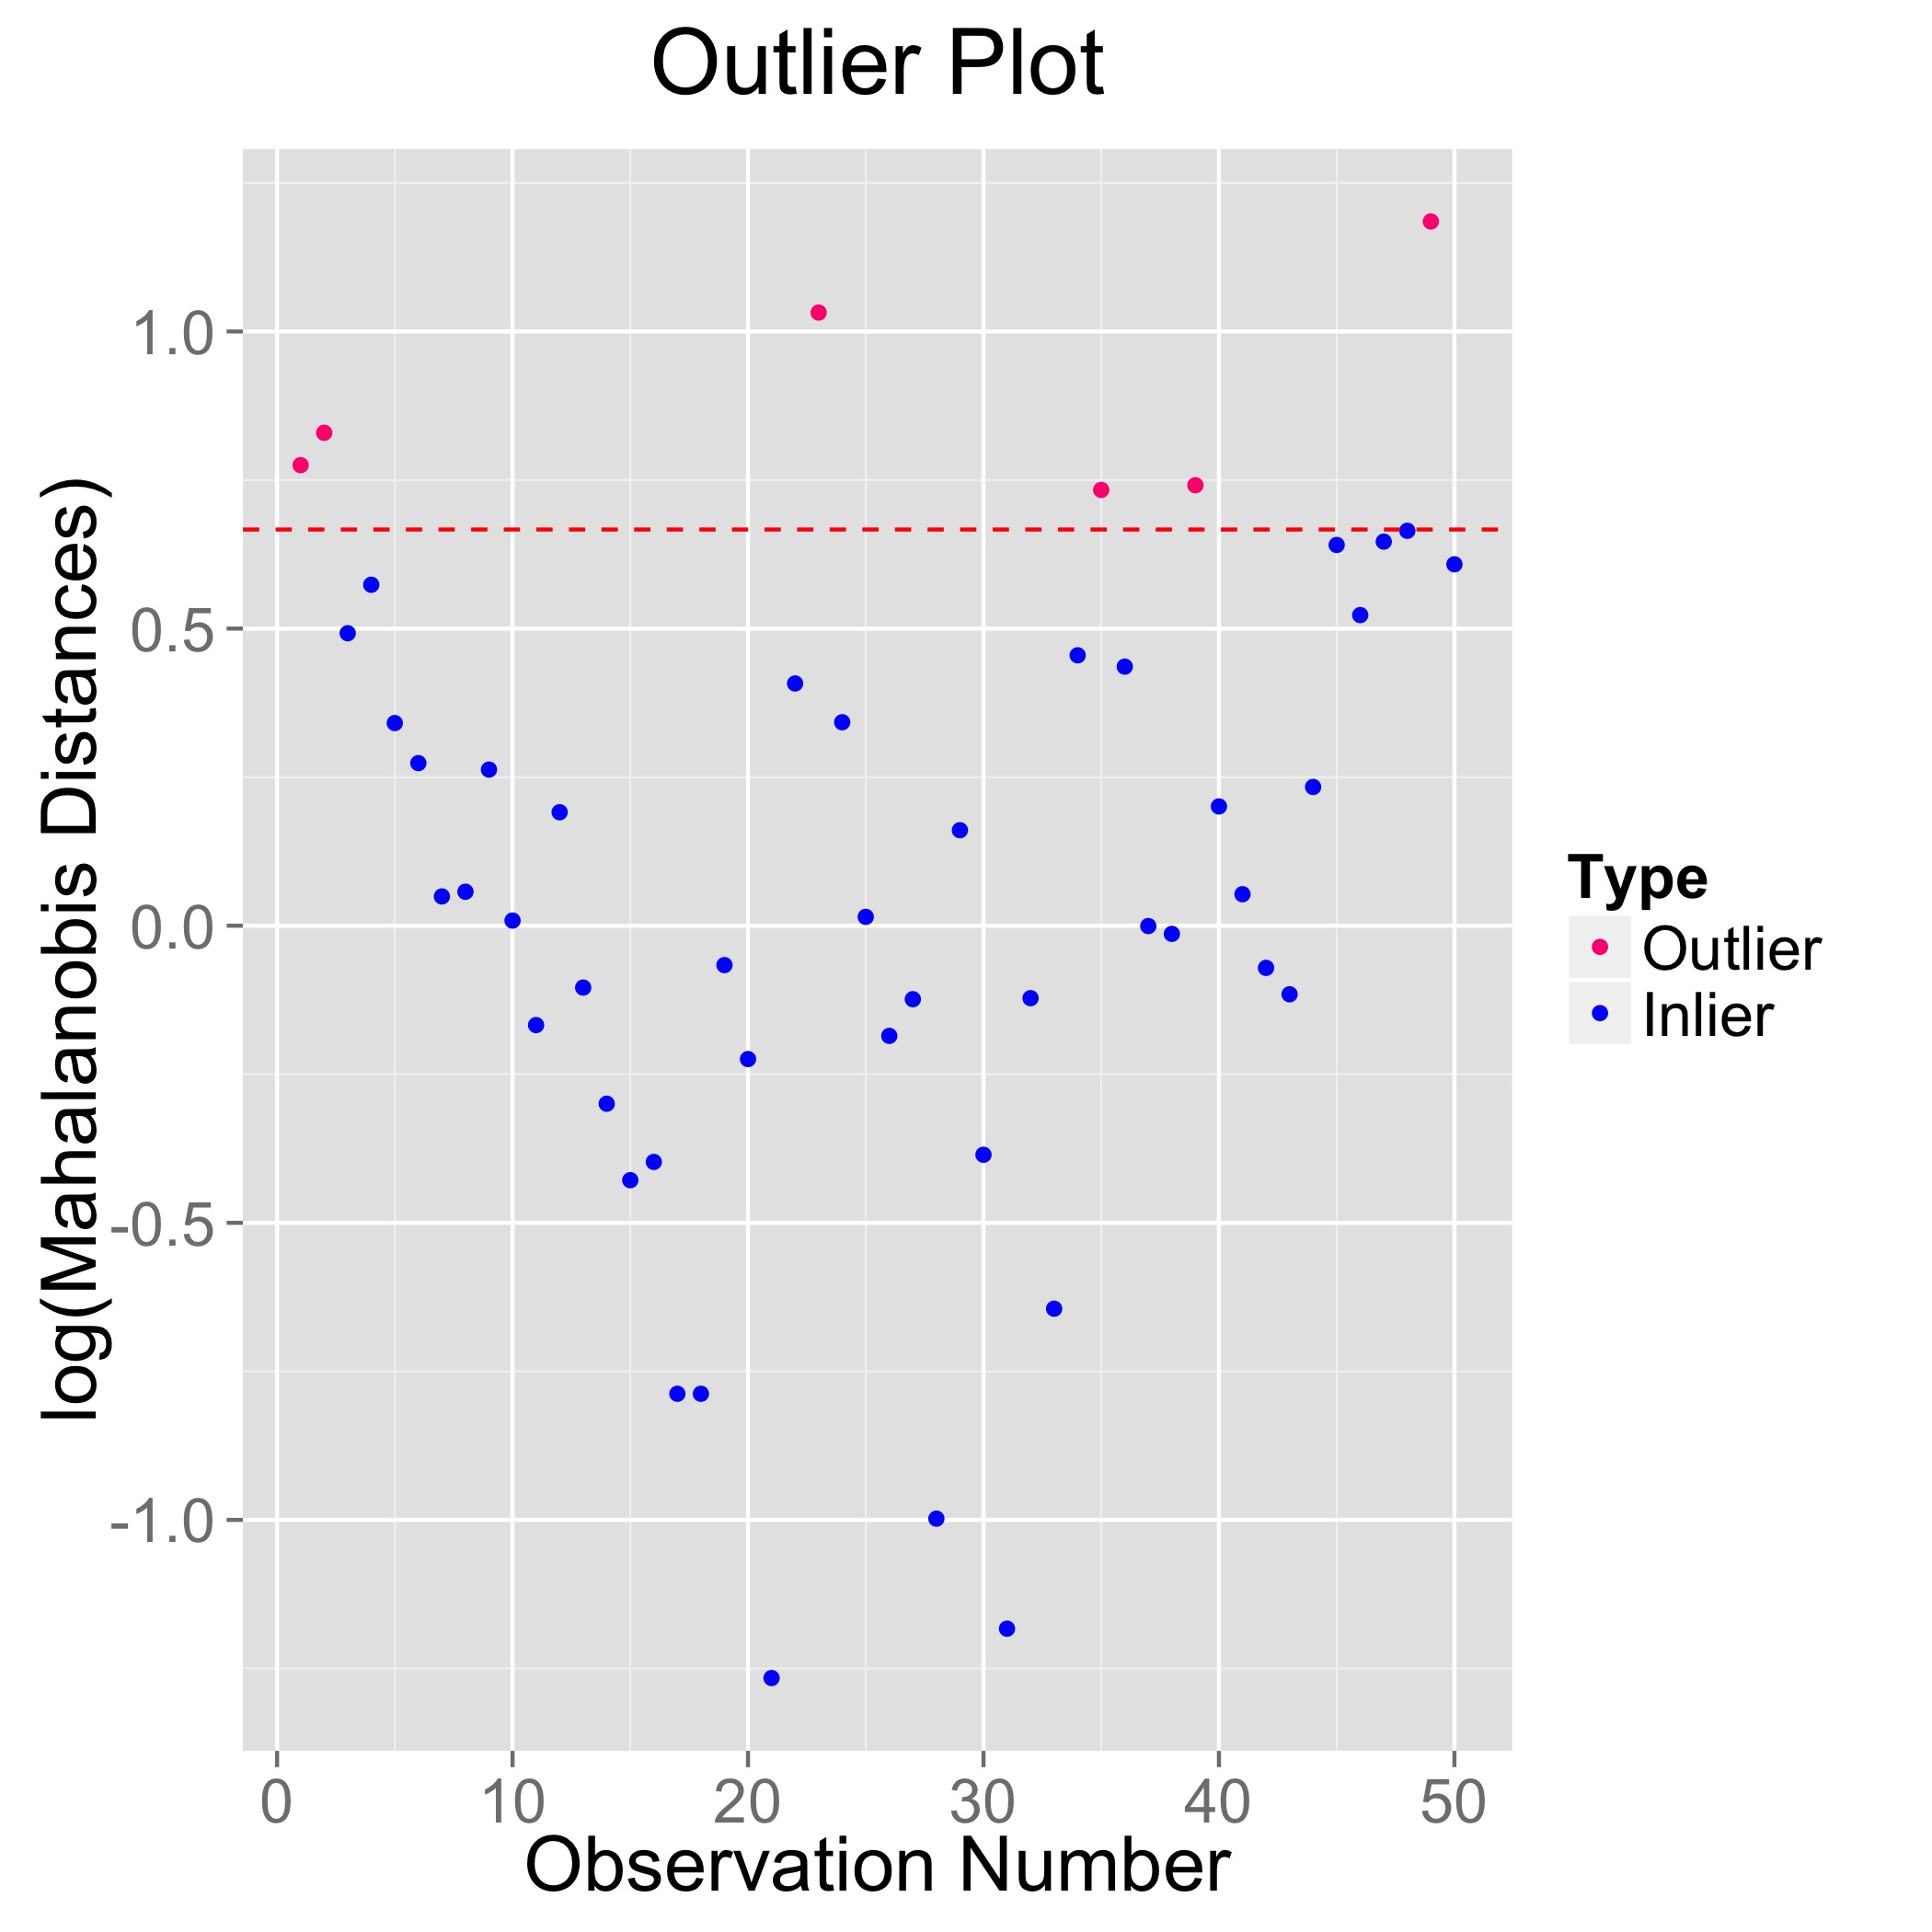 Outlier Plot
log(Mahalanobis Distances)
1.0
0.5
0.0
-0.5
-1.0
0 10 20 30 40 50
Observation Number
Type
Outlier
Inlier